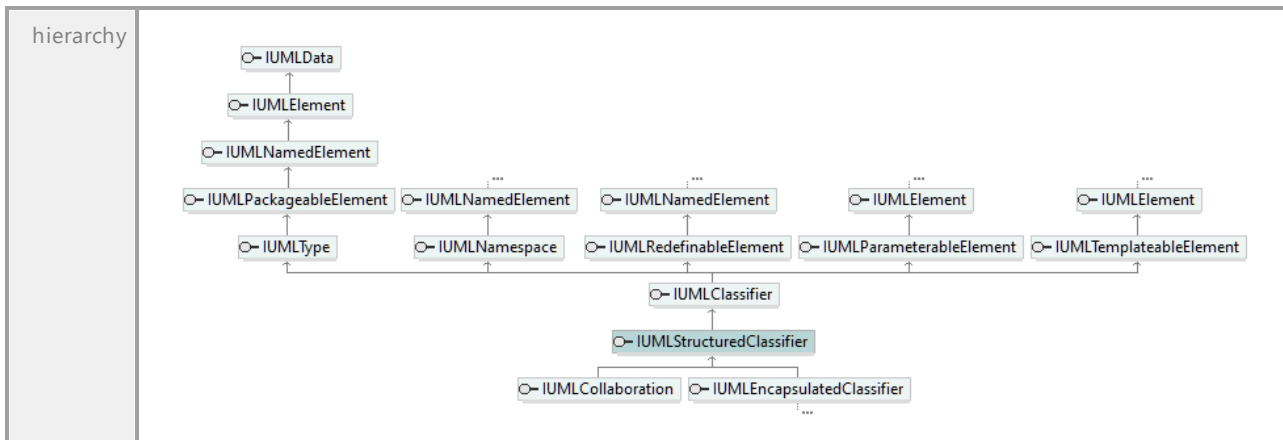 hierarchy
IUMLData
IUMLElement
IUMLNamedElement
... ... ... ...
IUMLPackageableElement IUMLNamedElement IUMLNamedElement IUMLElement IUMLElement
IUMLType IUMLNamespace IUMLRedefinableElement IUMLParameterableElement IUMLTemplateableElement
IUMLClassifier
IUMLStructuredClassifier
IUMLCollaboration IUMLEncapsulatedClassifier
...